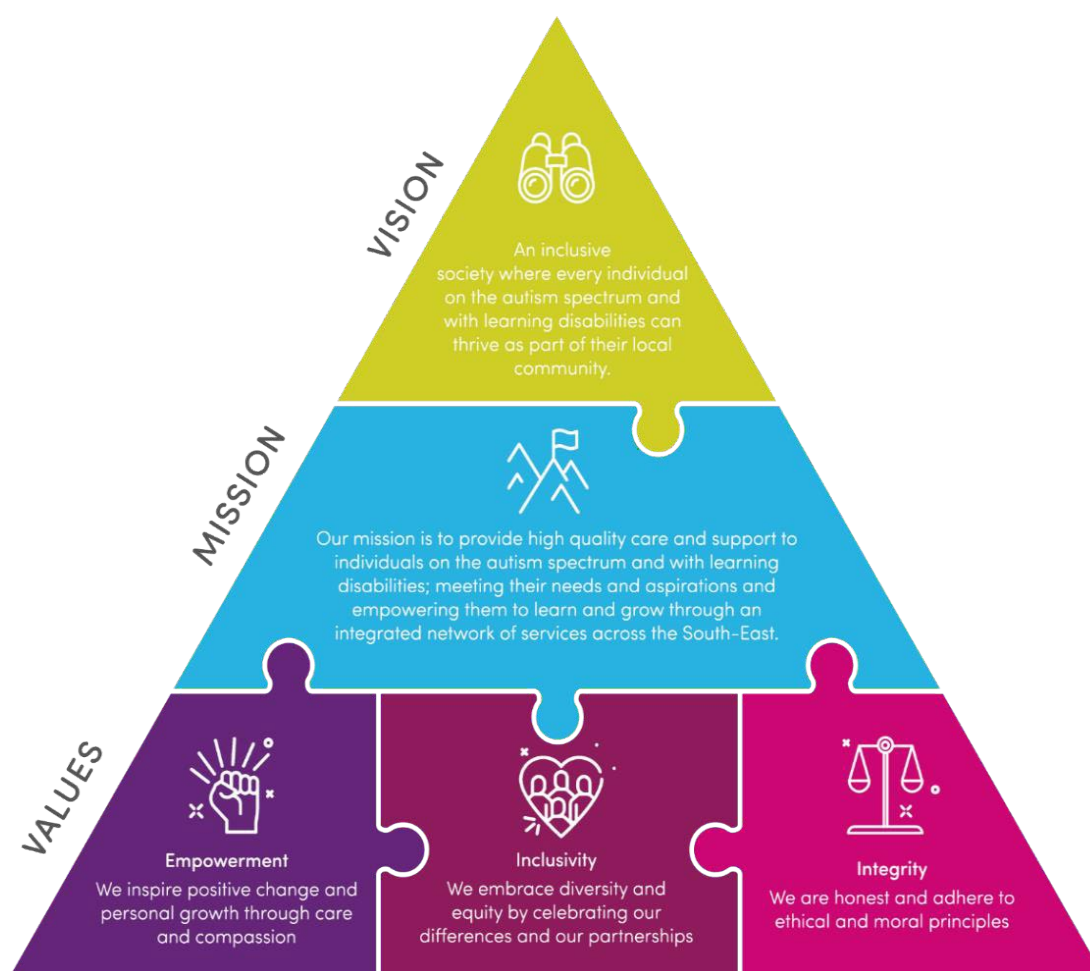 VISION
An inclusive
society where every individual
on the autism spectrum and
with learning disabilities can
thrive as part of their local
community.
MISSION
Our mission is to provide high quality care and support to
individuals on the autism spectrum and with learning
disabilities; meeting their needs and aspirations and
empowering them to learn and grow through an
integrated network of services across the South-East.
VALUES
Empowerment
We inspire positive change and
personal growth through care
and compassion
Inclusivity
We embrace diversity and
equity by celebrating our
differences and our partnerships
Integrity
We are honest and adhere to
ethical and moral principles